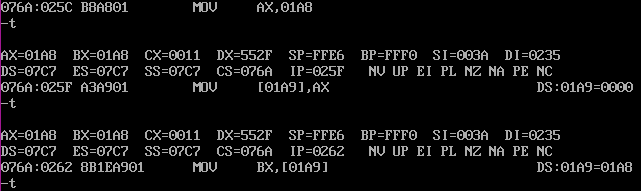 076A:025C B8A801        MOV     AX,01A8
-t

AX=01A8  BX=01A8  CX=0011  DX=552F  SP=FFE6  BP=FFF0  SI=003A  DI=0235
DS=07C7  ES=07C7  SS=07C7  CS=076A  IP=025F   NV UP EI PL NZ NA PE NC
076A:025F A3A901        MOV     [01A9],AX                          DS:01A9=0000
-t

AX=01A8  BX=01A8  CX=0011  DX=552F  SP=FFE6  BP=FFF0  SI=003A  DI=0235
DS=07C7  ES=07C7  SS=07C7  CS=076A  IP=0262   NV UP EI PL NZ NA PE NC
076A:0262 8B1EA901      MOV     BX,[01A9]                          DS:01A9=01A8
-t